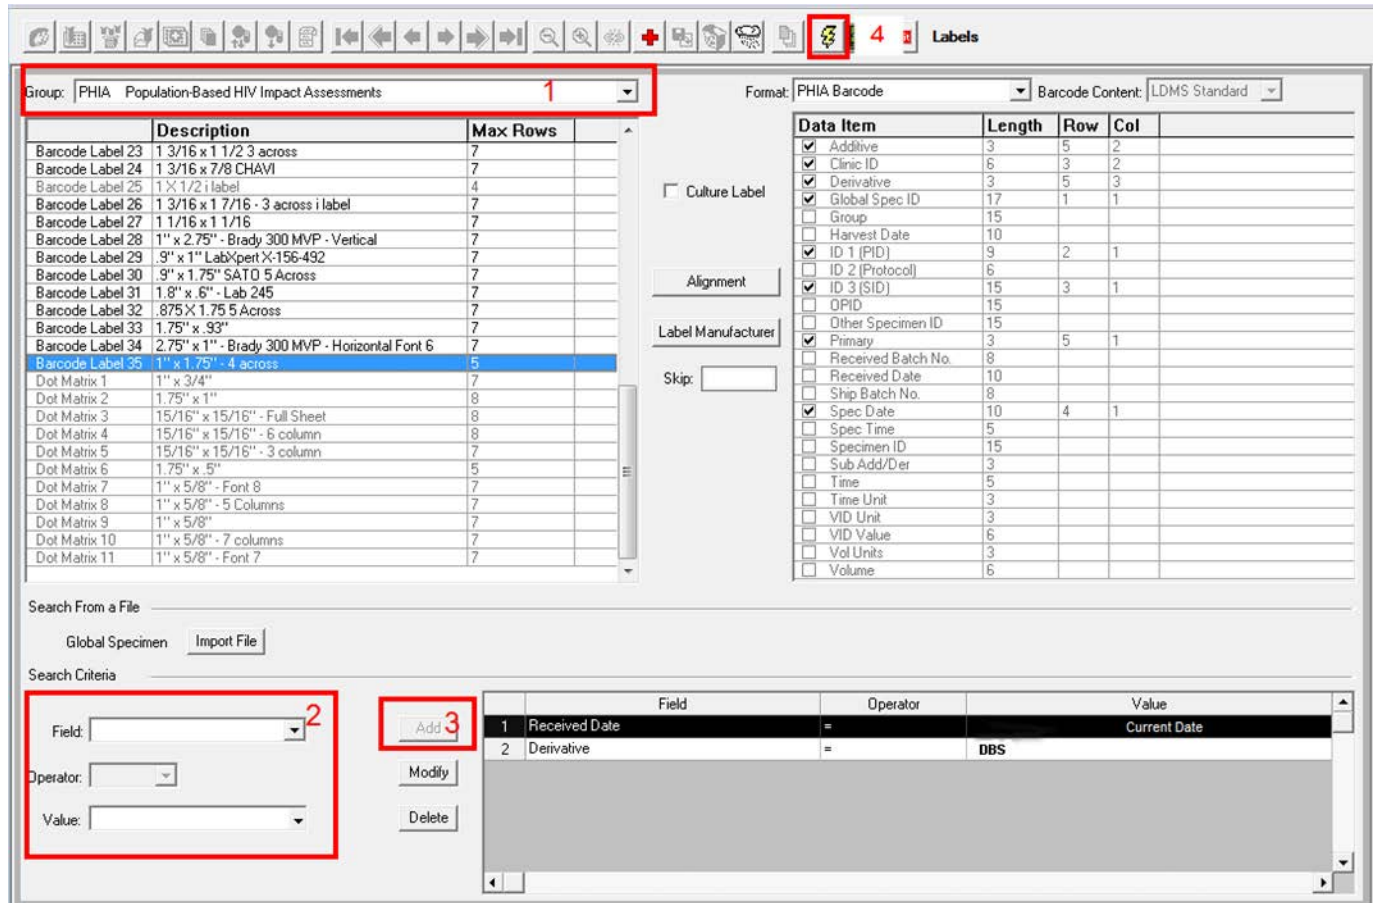 4 Labels
Group: PHIA Population-Based HIV Impact Assessments 1
Format: PHIA Barcode Barcode Content: LDMS Standard
Description Max Rows
Barcode Label 23 1 3/16 x 1 1/2 3 across 7
Barcode Label 24 1 3/16 x 7/8 CHAVI 7
Barcode Label 25 1 X 1/2 i label 4
Barcode Label 26 1 3/16 x 1 7/16 - 3 across i label 7
Barcode Label 27 1 1/16 x 1 1/16 7
Barcode Label 28 1" x 2.75" - Brady 300 MVP - Vertical 7
Barcode Label 29 .9" x 1" LabXpert X-156-492 7
Barcode Label 30 .9" x 1.75" SATO 5 Across 7
Barcode Label 31 1.8" x .6" - Lab 245 7
Barcode Label 32 .875 X 1.75 5 Across 7
Barcode Label 33 1.75" x .93" 7
Barcode Label 34 2.75" x 1" - Brady 300 MVP - Horizontal Font 6 7
Barcode Label 35 1" x 1.75" - 4 across 5
Dot Matrix 1 1" x 3/4" 7
Dot Matrix 2 1.75" x 1" 8
Dot Matrix 3 15/16" x 15/16" - Full Sheet 8
Dot Matrix 4 15/16" x 15/16" - 6 column 8
Dot Matrix 5 15/16" x 15/16" - 3 column 7
Dot Matrix 6 1.75" x .5" 5
Dot Matrix 7 1" x 5/8" - Font 8 7
Dot Matrix 8 1" x 5/8" - 5 Columns 7
Dot Matrix 9 1" x 5/8" 7
Dot Matrix 10 1" x 5/8" - 7 columns 7
Dot Matrix 11 1" x 5/8" - Font 7 7
Culture Label
Alignment
Label Manufacturer
Skip:
Data Item Length Row Col
Additive 3 5 2
Clinic ID 6 3 2
Derivative 3 5 3
Global Spec ID 17 1 1
Group 15
Harvest Date 10
ID 1 (PID) 9 2 1
ID 2 (Protocol) 6
ID 3 (SID) 15 3 1
OPID 15
Other Specimen ID 15
Primary 3 5 1
Received Batch No. 8
Received Date 10
Ship Batch No. 8
Spec Date 10 4 1
Spec Time 5
Specimen ID 15
Sub Add/Der 3
Time 5
Time Unit 3
VID Unit 3
VID Value 6
Vol Units 3
Volume 6
Search From a File
Global Specimen Import File
Search Criteria
2
Field:
Operator:
Value:
Add 3
Modify
Delete
Field Operator Value
1 Received Date = Current Date
2 Derivative = DBS